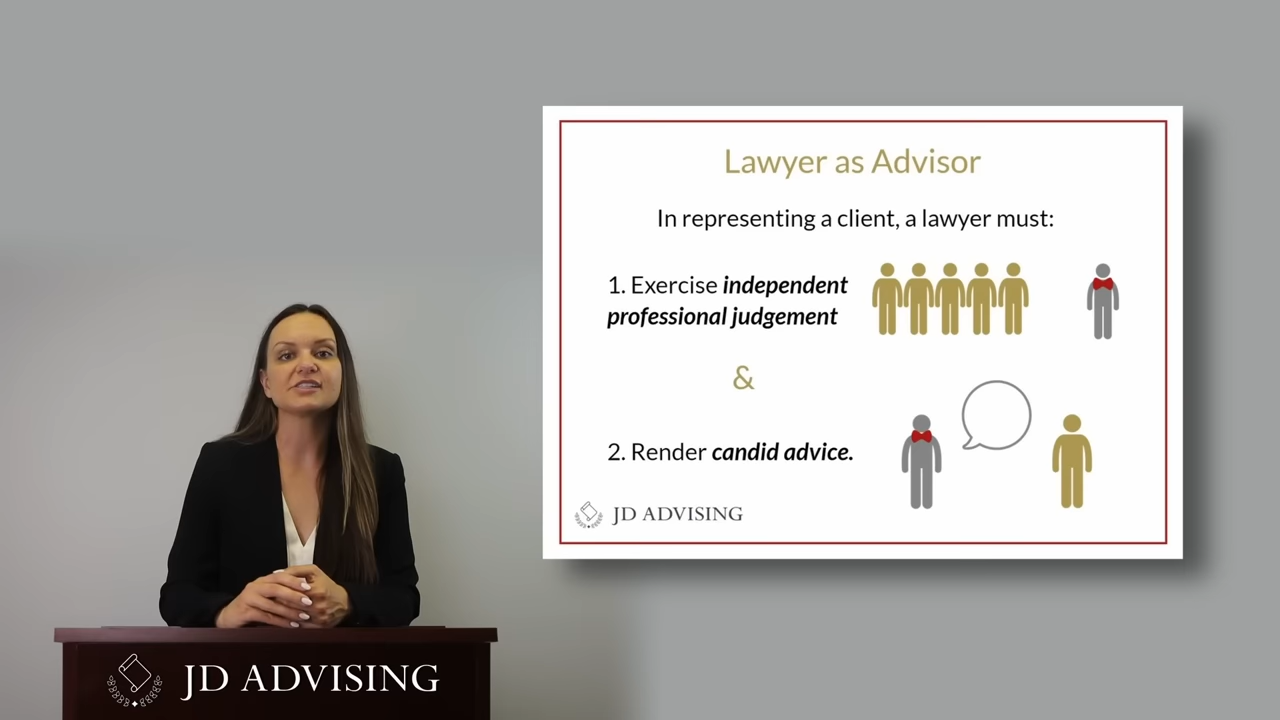 Lawyer as Advisor
In representing a client, a lawyer must:
1. Exercise independent
professional judgement
&
2. Render candid advice.
JD ADVISING
JD ADVISING